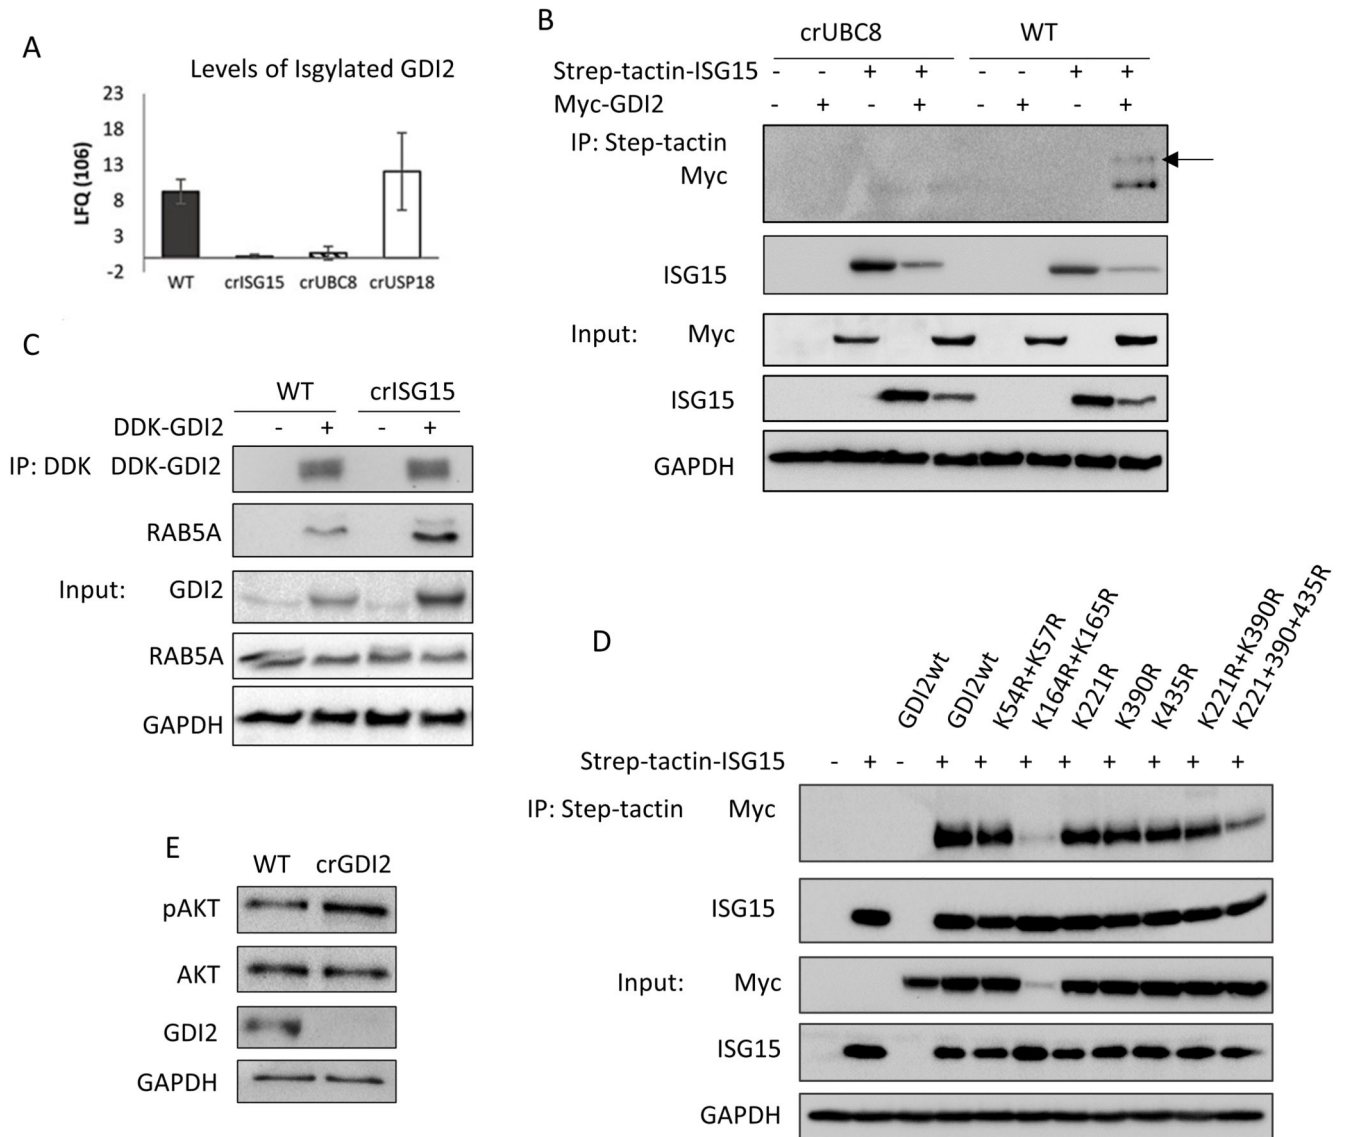 A
Levels of Isgylated GDI2
23
18
13
8
3
-2
LFQ (106)
WT crISG15 crUBC8 crUSP18
B
crUBC8 WT
Strep-tactin-ISG15 - - + + - - + +
Myc-GDI2 - + - + - + - +
IP: Step-tactin
Myc
ISG15
Input: Myc
ISG15
GAPDH
C
WT crISG15
DDK-GDI2 - + - +
IP: DDK DDK-GDI2
RAB5A
Input: GDI2
RAB5A
GAPDH
D
GDI2wt
GDI2wt
K54R+K57R
K164R+K165R
K221R
K390R
K435R
K221R+K390R
K221+390+435R
Strep-tactin-ISG15 - + - + + + + + + + +
IP: Step-tactin Myc
ISG15
Input: Myc
ISG15
GAPDH
E
WT crGDI2
pAKT
AKT
GDI2
GAPDH